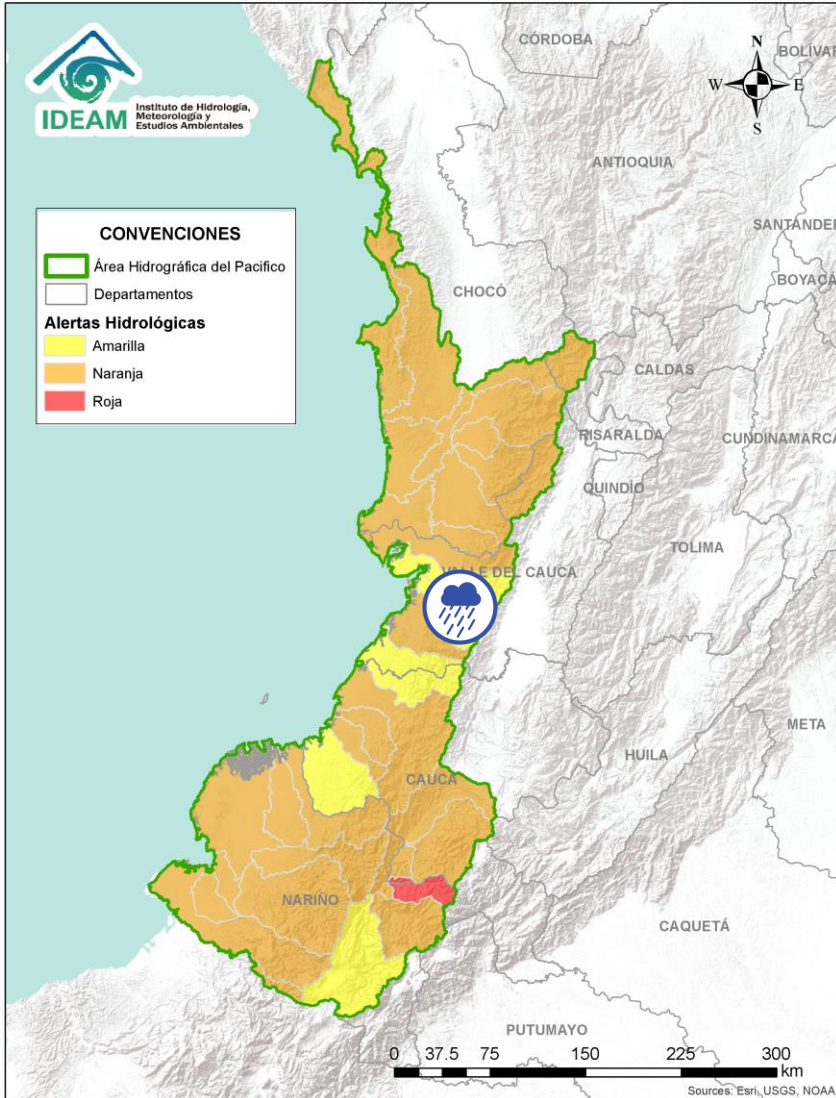 CÓRDOBA
BOLÍVAR
IDEAM
Instituto de Hidrología,
Meteorología y
Estudios Ambientales
N
W
E
S
ANTIOQUIA
SANTANDER
CONVENCIONES
Área Hidrográfica del Pacifico
Departamentos
Alertas Hidrológicas
Amarilla
Naranja
Roja
BOYACÁ
CHOCÓ
CALDAS
RISARALDA
CUNDINAMARCA
QUINDÍO
TOLIMA
VALLE DEL CAUCA
META
HUILA
CAUCA
NARIÑO
CAQUETÁ
PUTUMAYO
0 37.5 75 150 225 300
km
Sources: Esri, USGS, NOAA